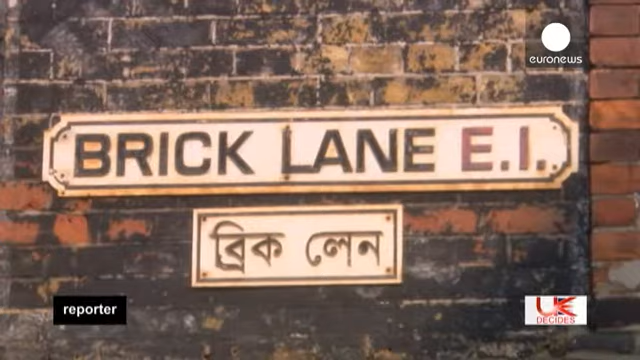 euronews
BRICK LANE E.I.
ব্রিক লেন
reporter
UK
DECIDES